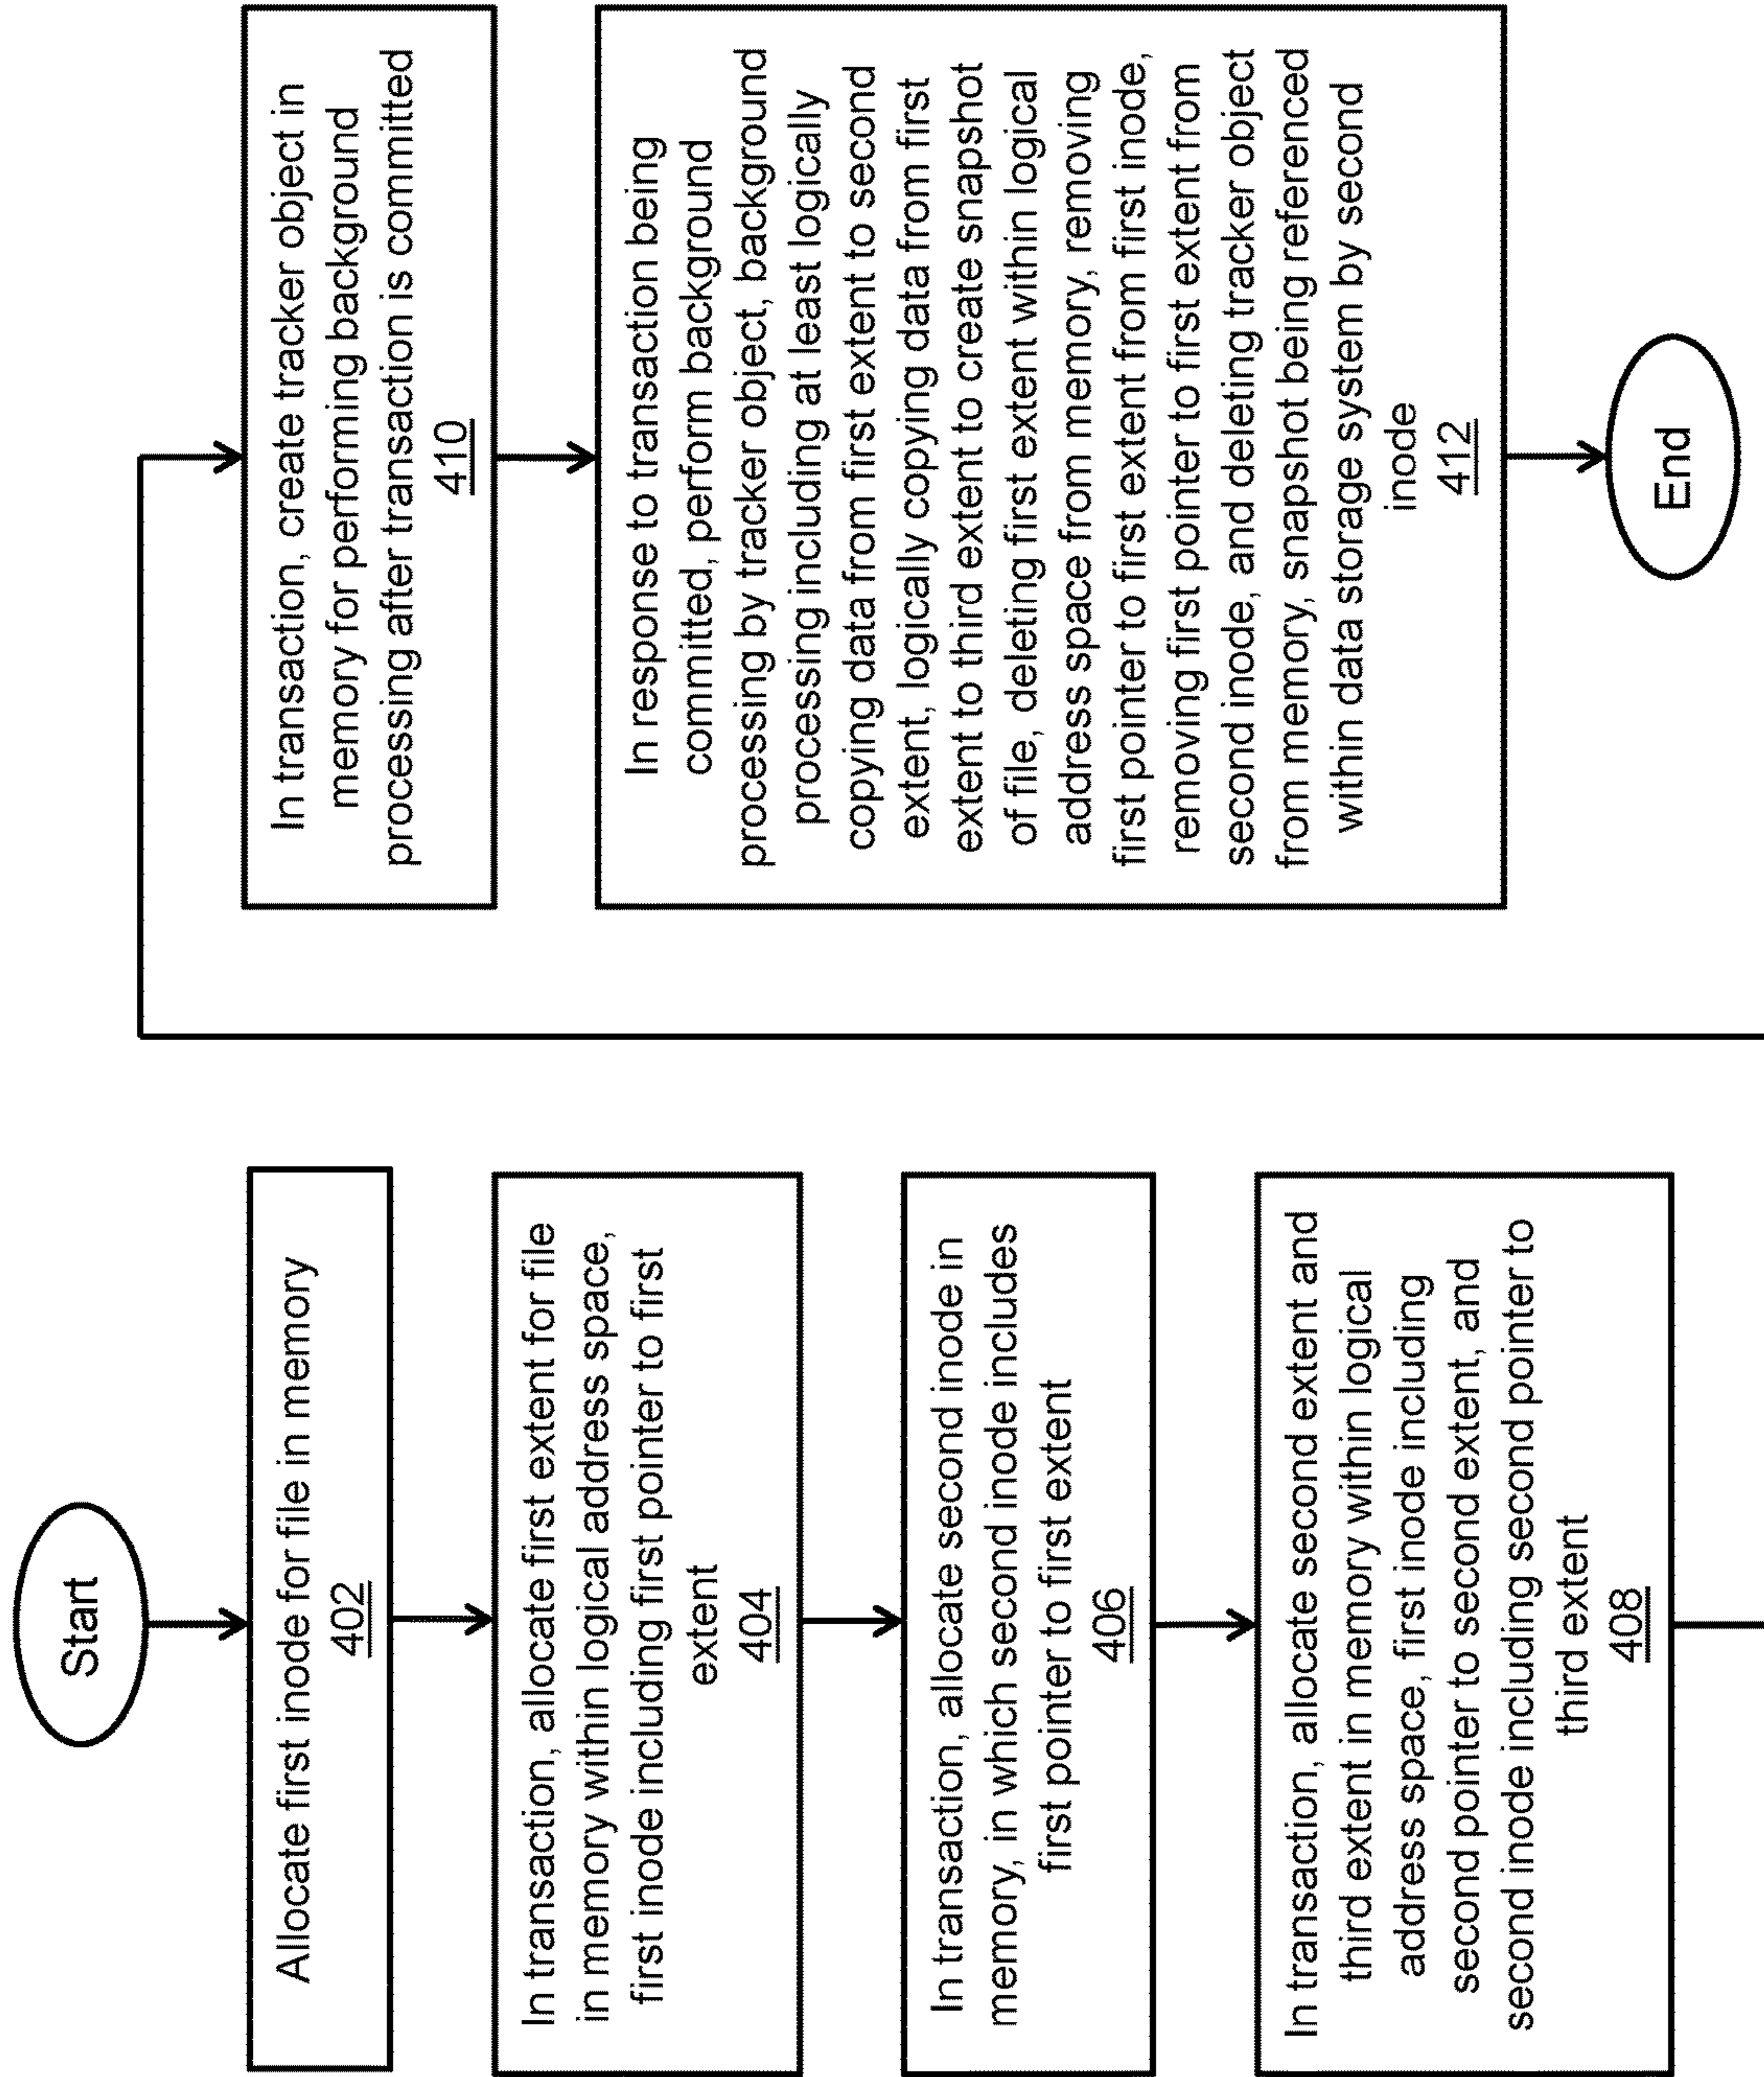 Start
Allocate first inode for file in memory
402
In transaction, allocate first extent for file
in memory within logical address space,
first inode including first pointer to first
extent
404
In transaction, allocate second inode in
memory, in which second inode includes
first pointer to first extent
406
In transaction, allocate second extent and
third extent in memory within logical
address space, first inode including
second pointer to second extent, and
second inode including second pointer to
third extent
408
In transaction, create tracker object in
memory for performing background
processing after transaction is committed
410
In response to transaction being
committed, perform background
processing by tracker object, background
processing including at least logically
copying data from first extent to second
extent, logically copying data from first
extent to third extent to create snapshot
of file, deleting first extent within logical
address space from memory, removing
first pointer to first extent from first inode,
removing first pointer to first extent from
second inode, and deleting tracker object
from memory, snapshot being referenced
within data storage system by second
inode
412
End